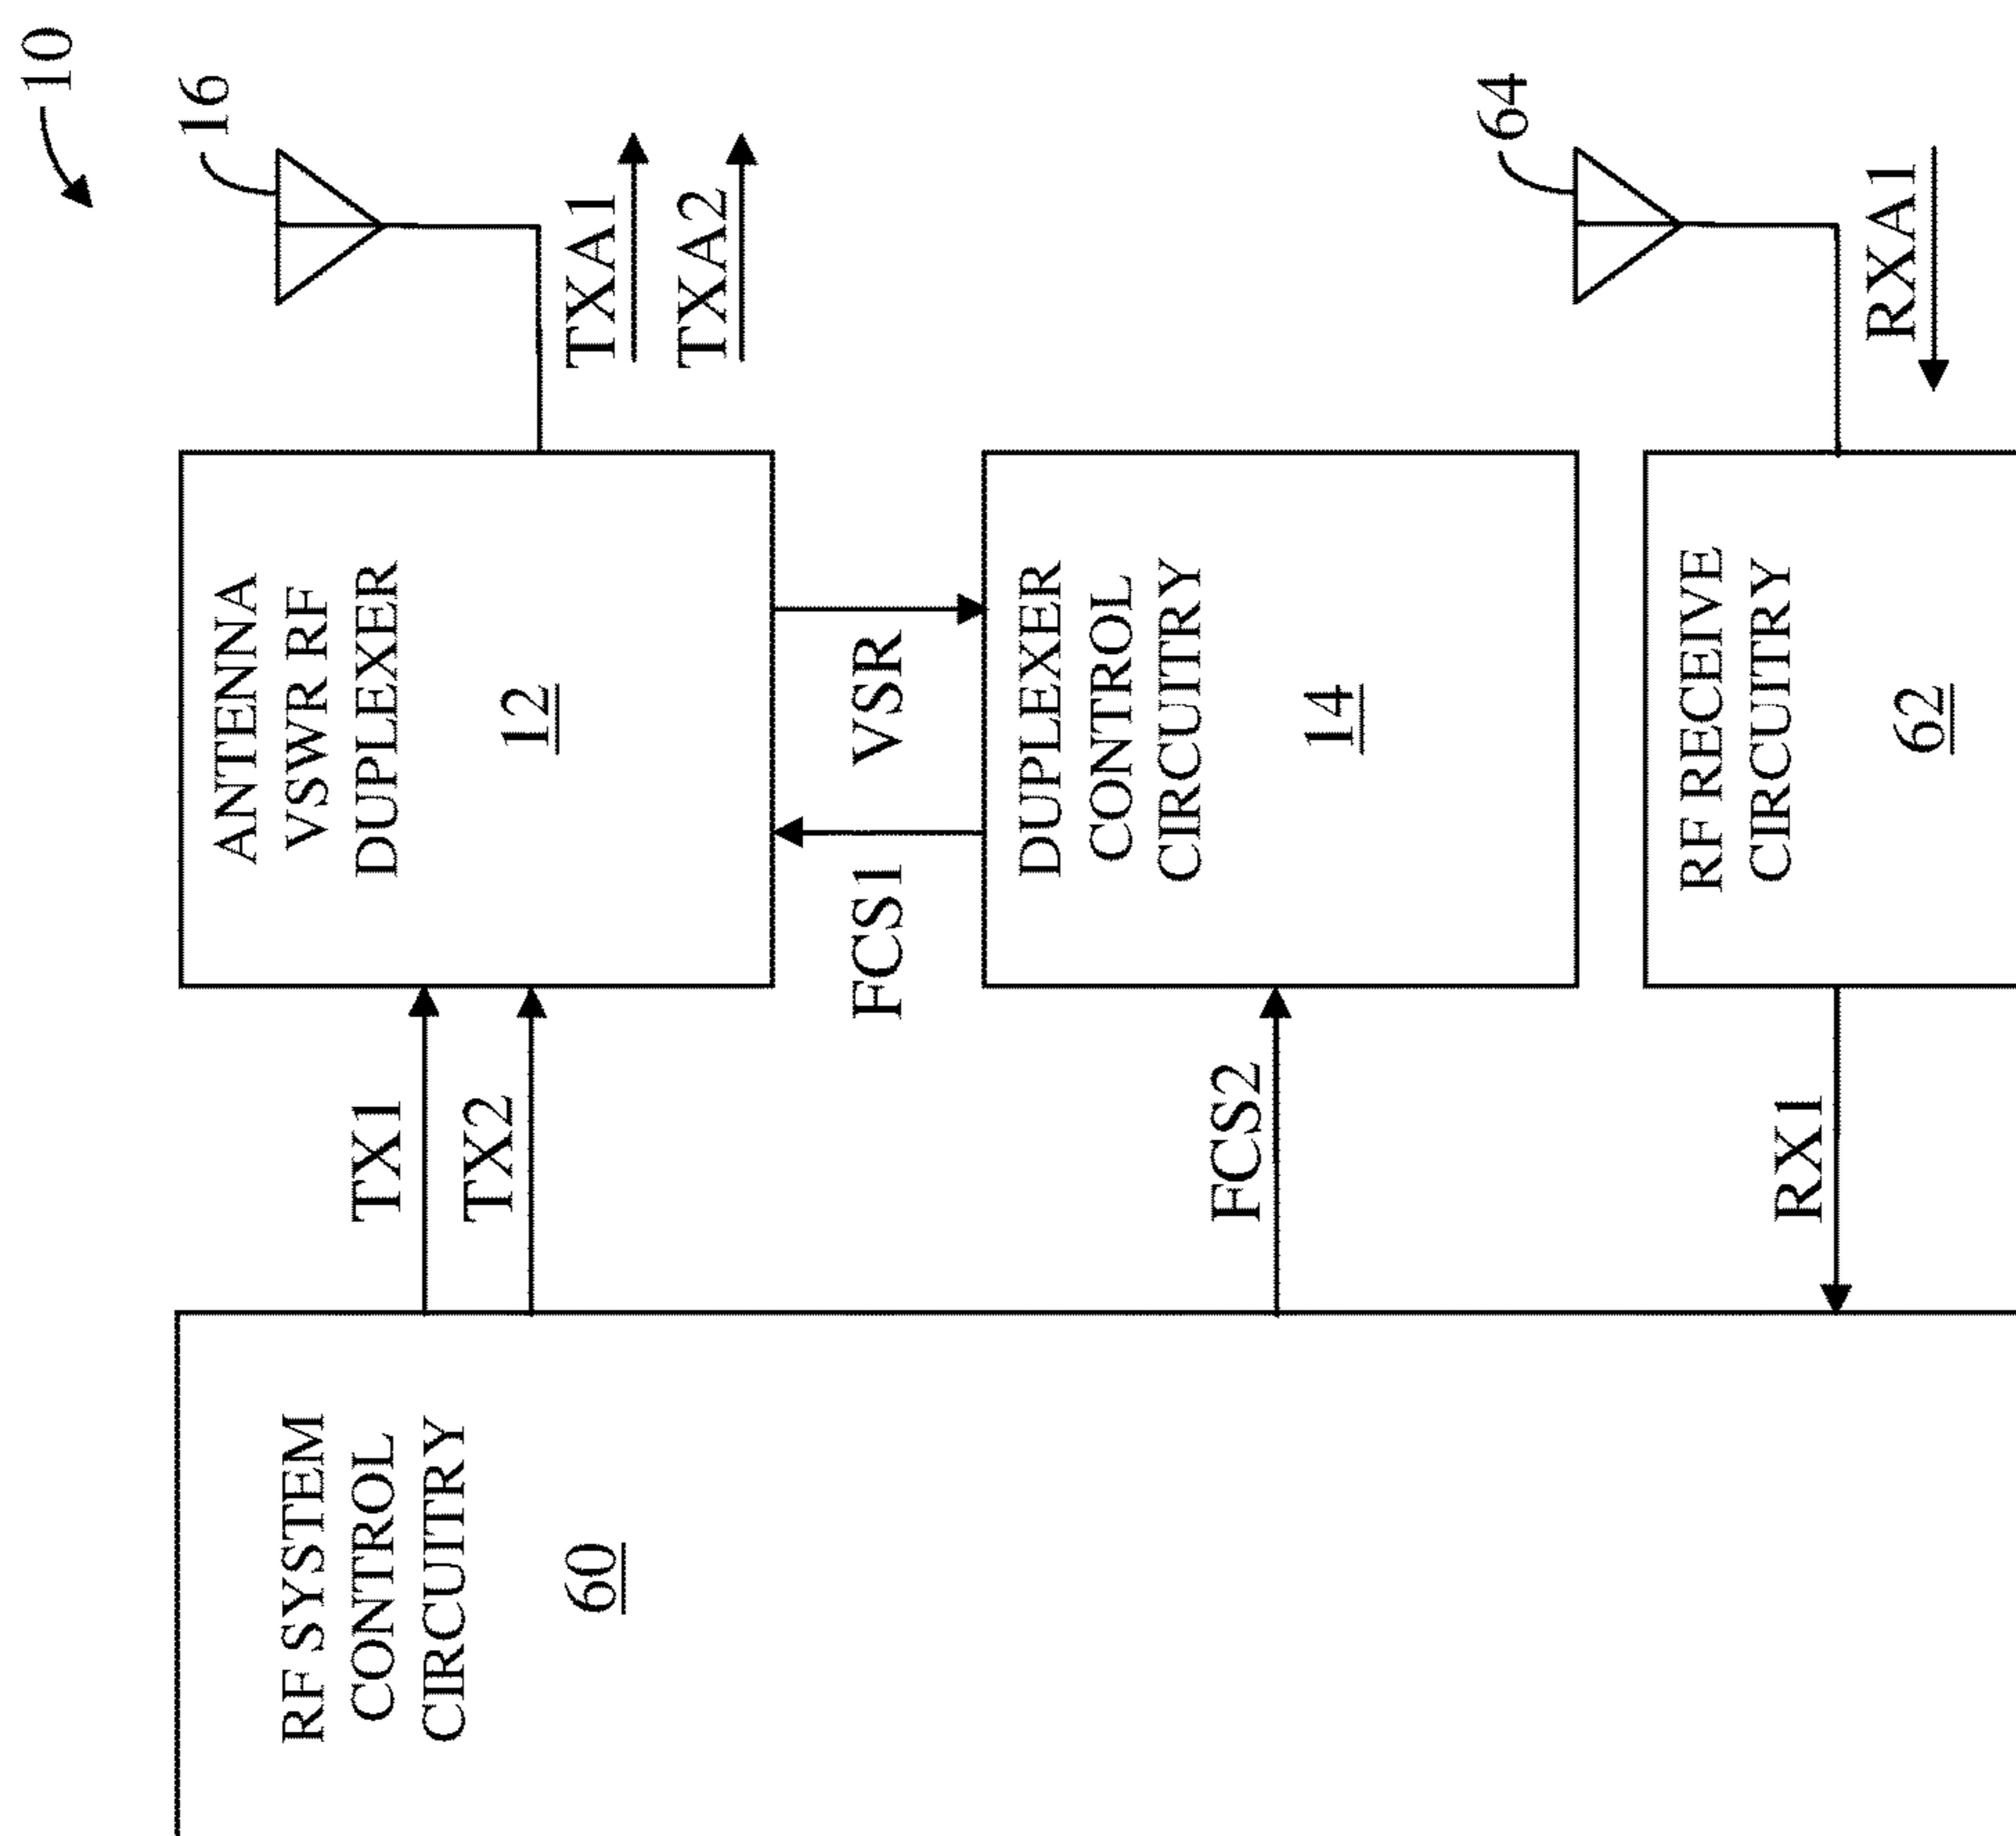 10
16
TXA1
TXA2
ANTENNA
VSWR RF
DUPLEXER
12
TX1
TX2
RF SYSTEM
CONTROL
CIRCUITRY
60
FCS1
VSR
DUPLEXER
CONTROL
CIRCUITRY
14
FCS2
64
RXA1
RF RECEIVE
CIRCUITRY
62
RX1